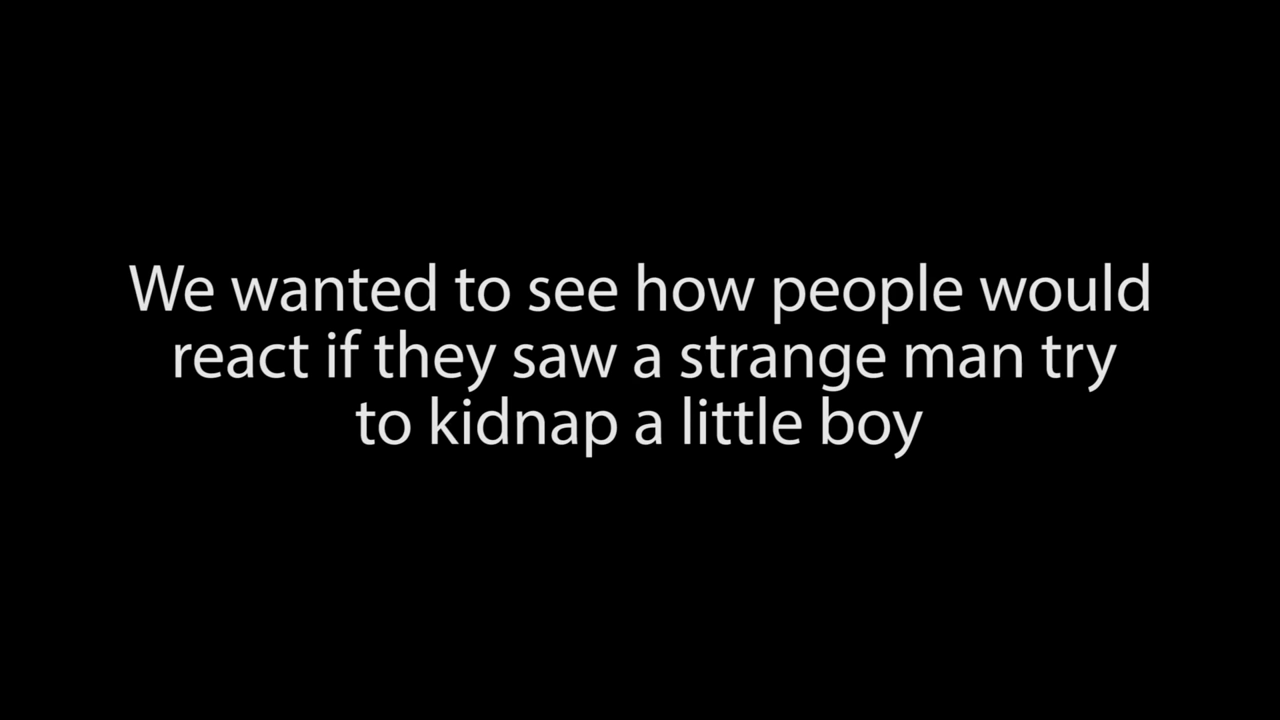 We wanted to see how people would
react if they saw a strange man try
to kidnap a little boy